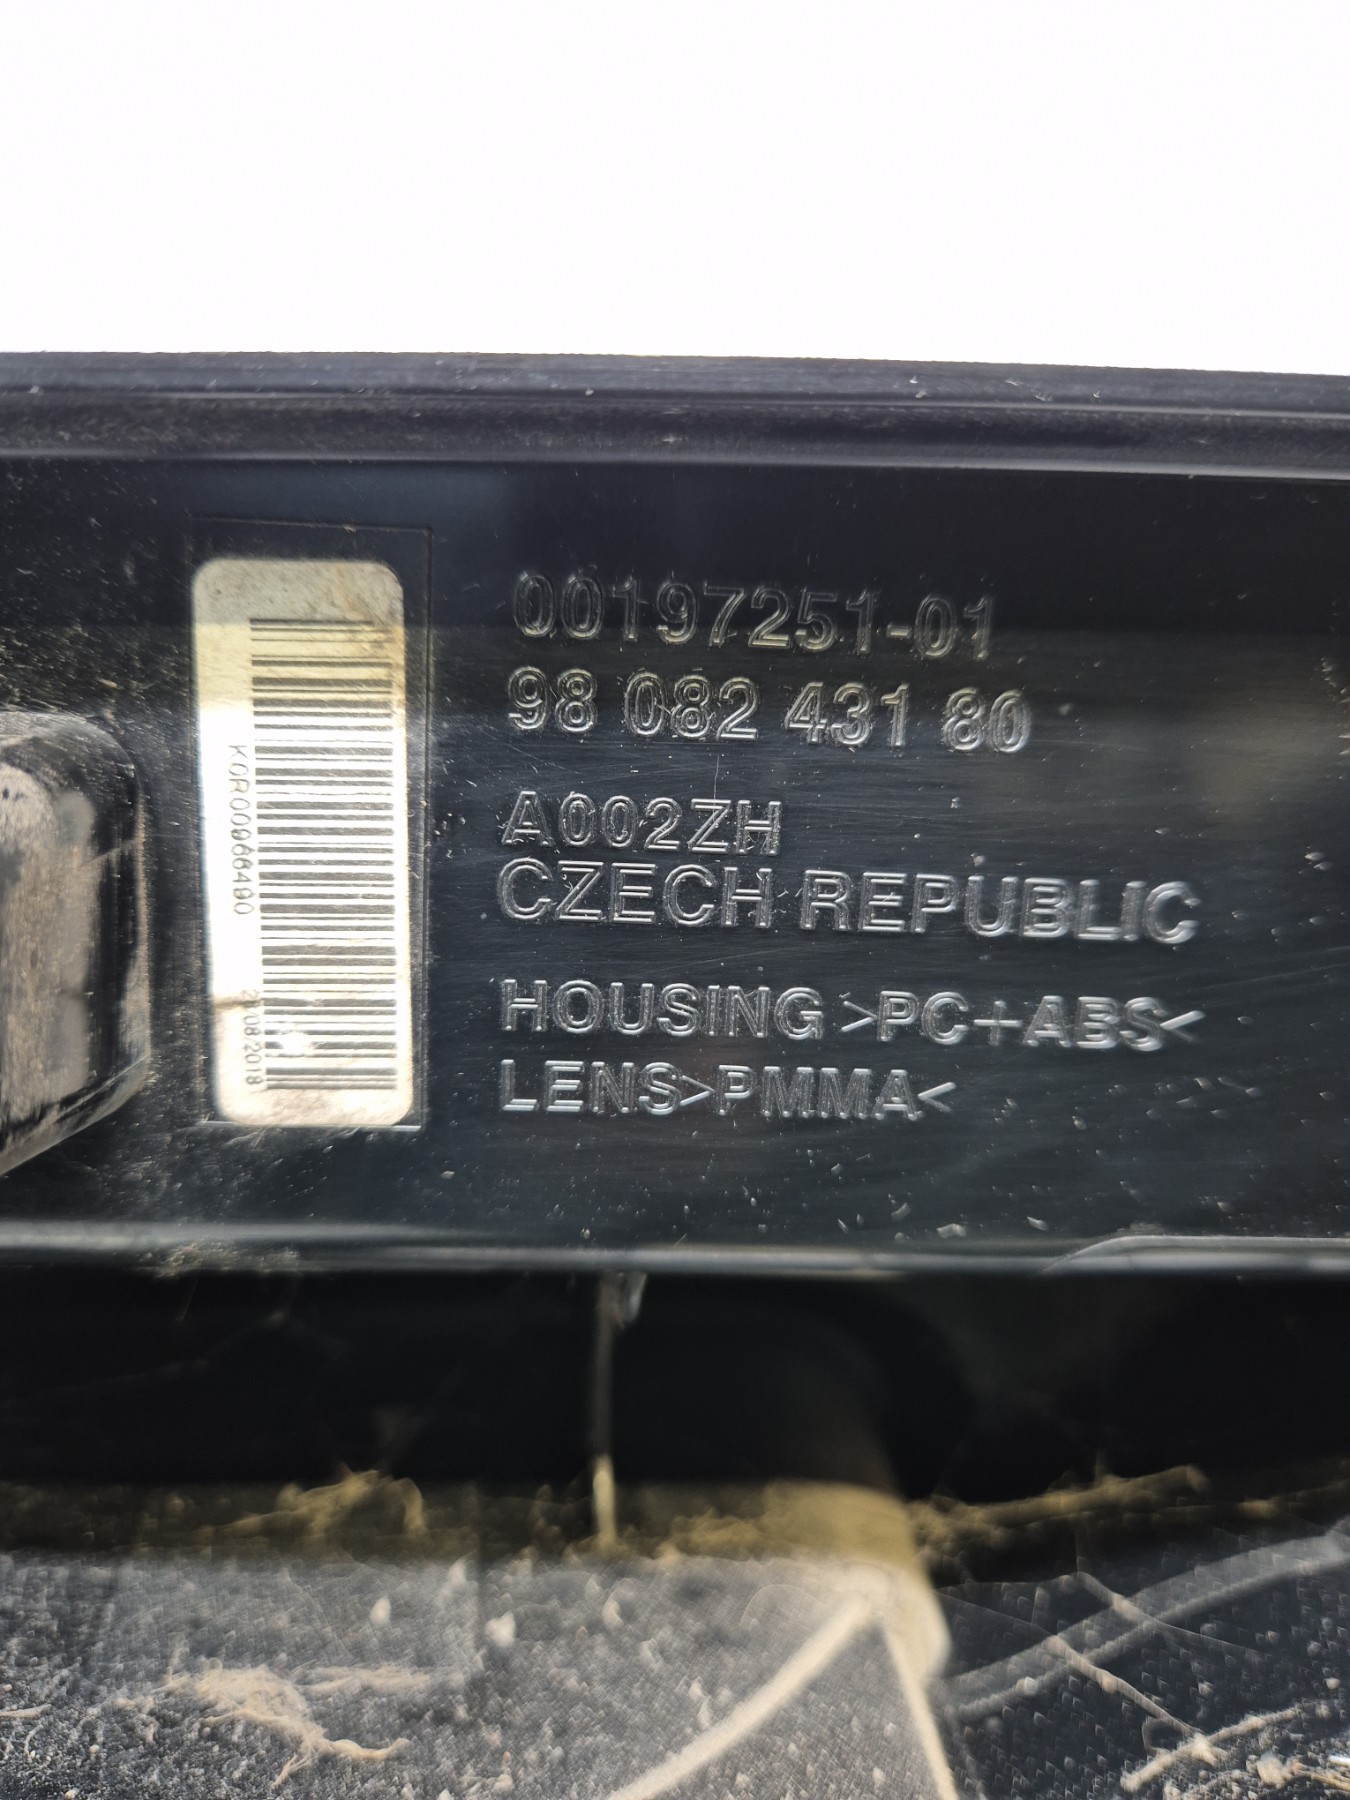 00197251-01
98 082 431 80
A002ZH
CZECH REPUBLIC
HOUSING >PC+ABS<
LENS>PMMA<